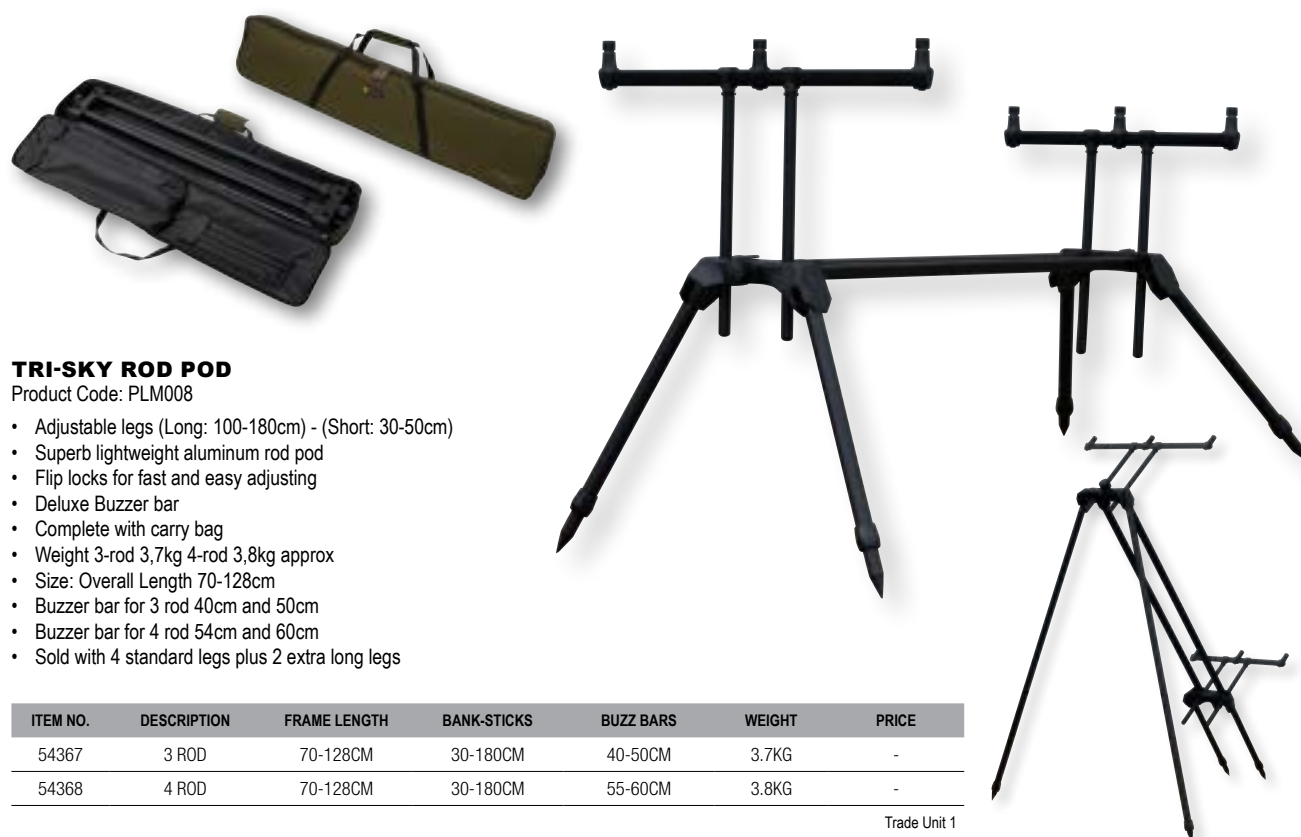 TRI-SKY ROD POD
Product Code: PLM008
• Adjustable legs (Long: 100-180cm) - (Short: 30-50cm)
• Superb lightweight aluminum rod pod
• Flip locks for fast and easy adjusting
• Deluxe Buzzer bar
• Complete with carry bag
• Weight 3-rod 3,7kg 4-rod 3,8kg approx
• Size: Overall Length 70-128cm
• Buzzer bar for 3 rod 40cm and 50cm
• Buzzer bar for 4 rod 54cm and 60cm
• Sold with 4 standard legs plus 2 extra long legs
ITEM NO. DESCRIPTION FRAME LENGTH BANK-STICKS BUZZ BARS WEIGHT PRICE
54367 3 ROD 70-128CM 30-180CM 40-50CM 3.7KG -
54368 4 ROD 70-128CM 30-180CM 55-60CM 3.8KG -
Trade Unit 1